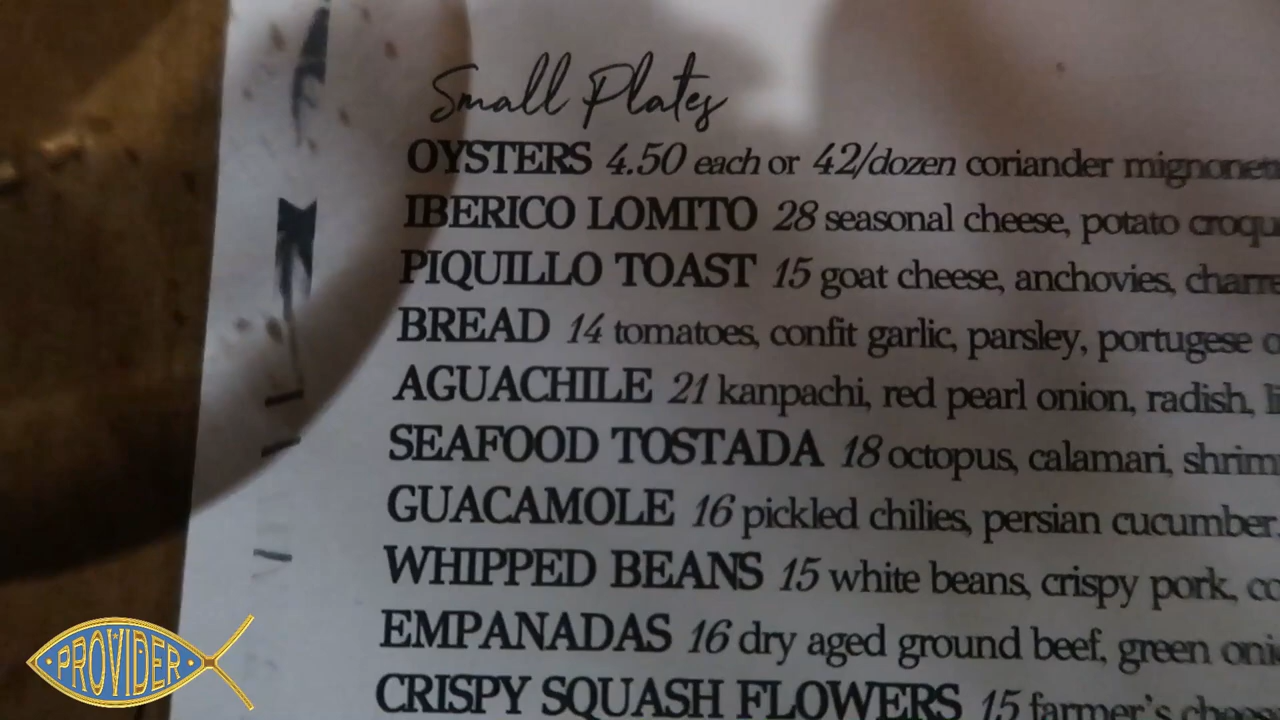 Small Plates
OYSTERS 4.50 each or 42/dozen coriander
IBERICO LOMITO 28 seasonal cheese, potato
PIQUILLO TOAST 15 goat cheese, anchovies,
BREAD 14 tomatoes, confit garlic, parsley, portugese
AGUACHILE 21 kanpachi, red pearl onion, radish,
SEAFOOD TOSTADA 18 octopus, calamari,
GUACAMOLE 16 pickled chilies, persian cucumber
WHIPPED BEANS 15 white beans, crispy pork,
EMPANADAS 16 dry aged ground beef, green
CRISPY SQUASH FLOWERS 15 farmer's
PROVIDER